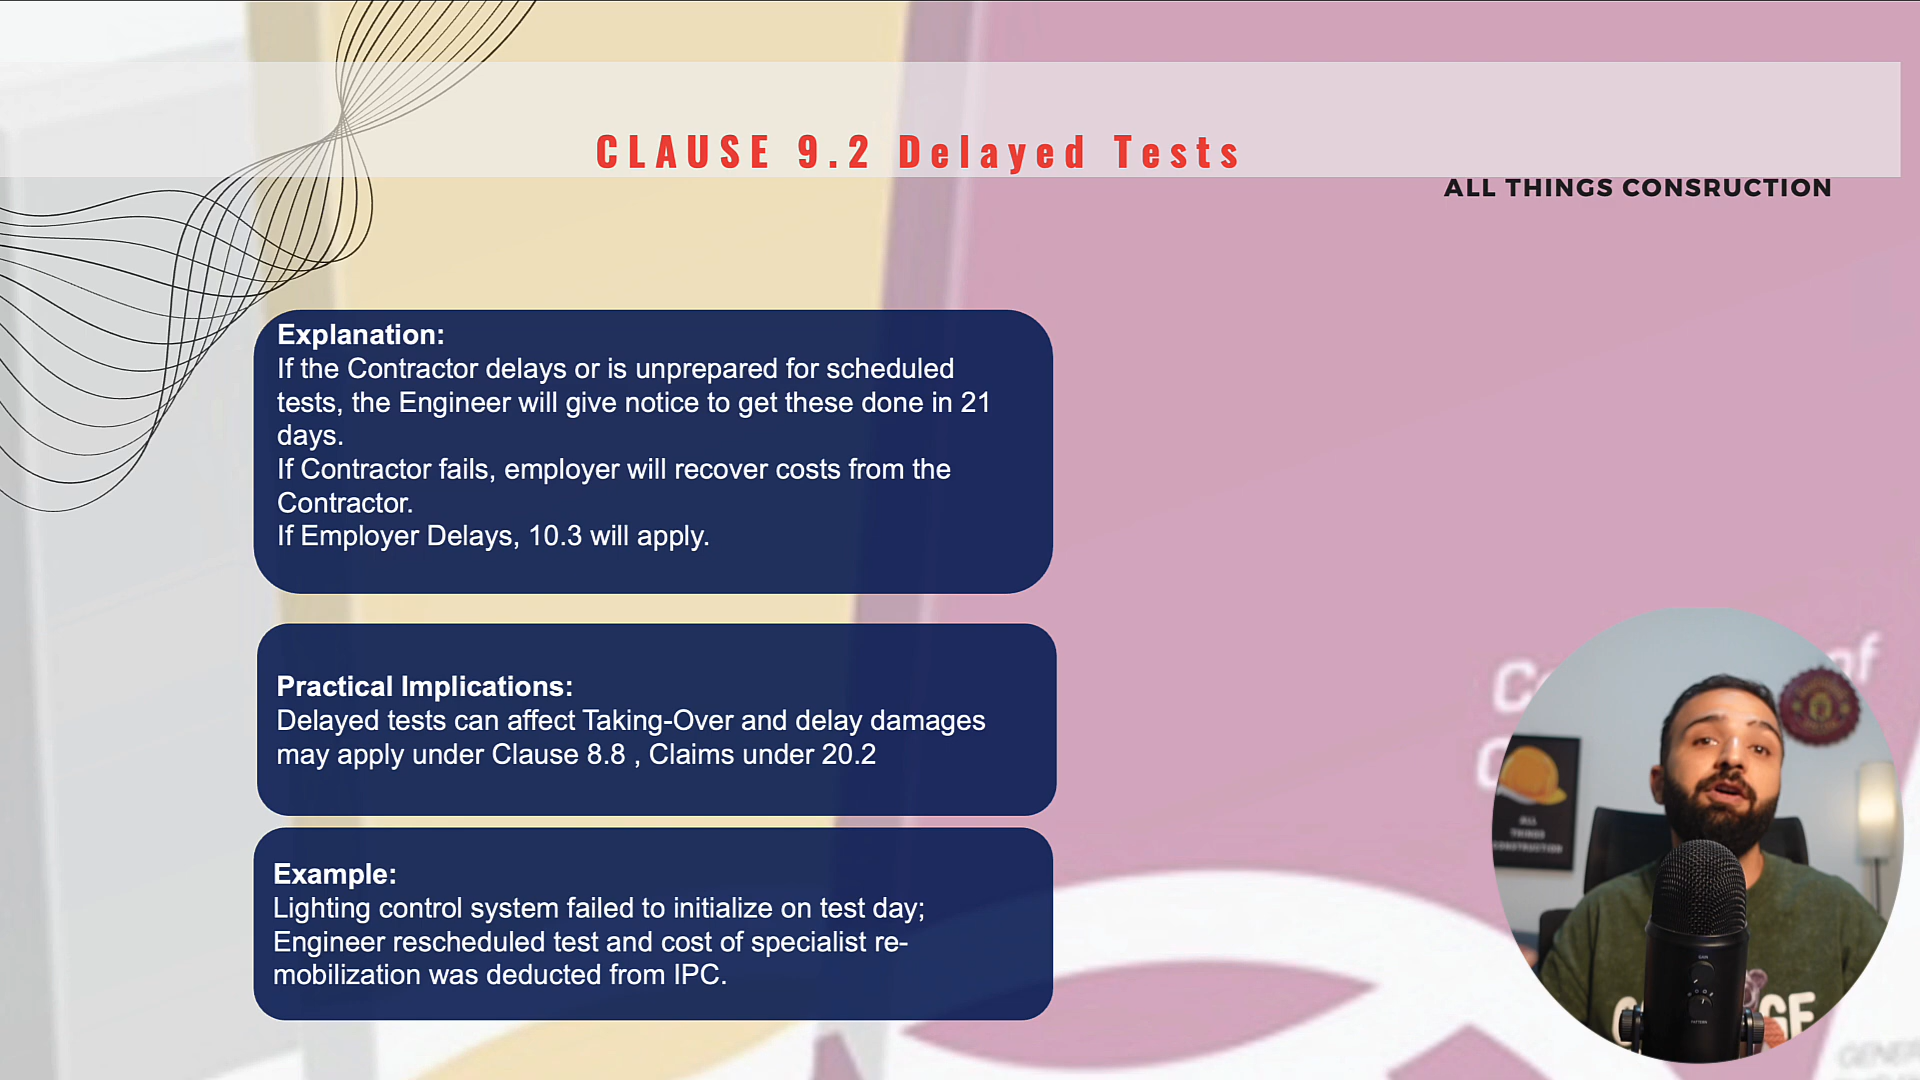 CLAUSE 9.2 Delayed Tests
ALL THINGS CONSRUCTION
Explanation:
If the Contractor delays or is unprepared for scheduled
tests, the Engineer will give notice to get these done in 21
days.
If Contractor fails, employer will recover costs from the
Contractor.
If Employer Delays, 10.3 will apply.
Practical Implications:
Delayed tests can affect Taking-Over and delay damages
may apply under Clause 8.8 , Claims under 20.2
Example:
Lighting control system failed to initialize on test day;
Engineer rescheduled test and cost of specialist re-
mobilization was deducted from IPC.
ALL
THINGS
CONSTRUCTION